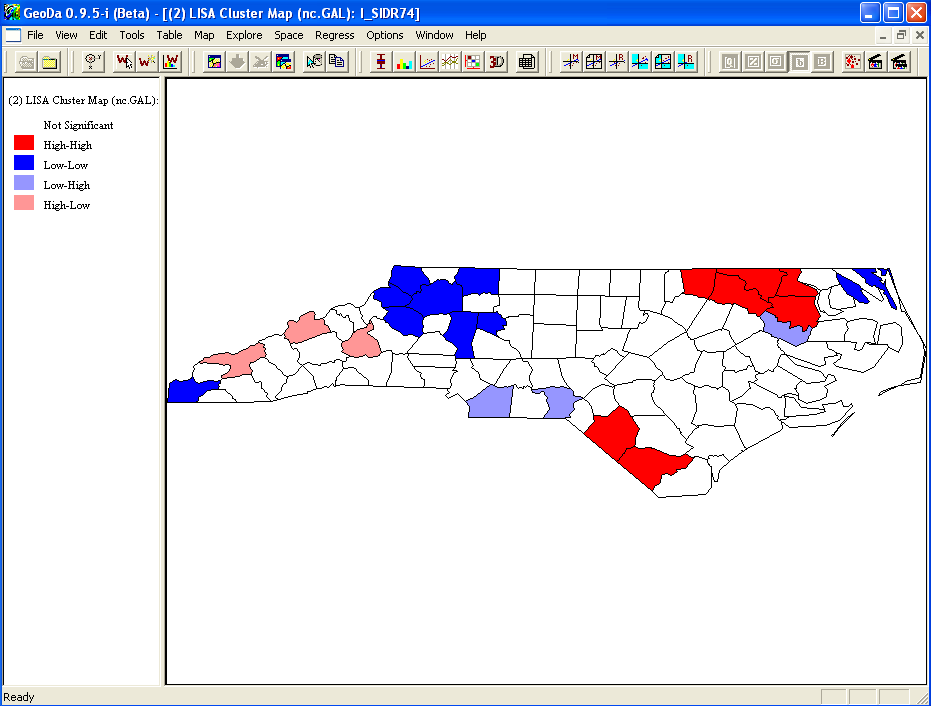 GeoDa 0.9.5-i (Beta) - [(2) LISA Cluster Map (nc.GAL): I_SIDR74]
File View Edit Tools Table Map Explore Space Regress Options Window Help
(2) LISA Cluster Map (nc.GAL):
Not Significant
High-High
Low-Low
Low-High
High-Low
Ready